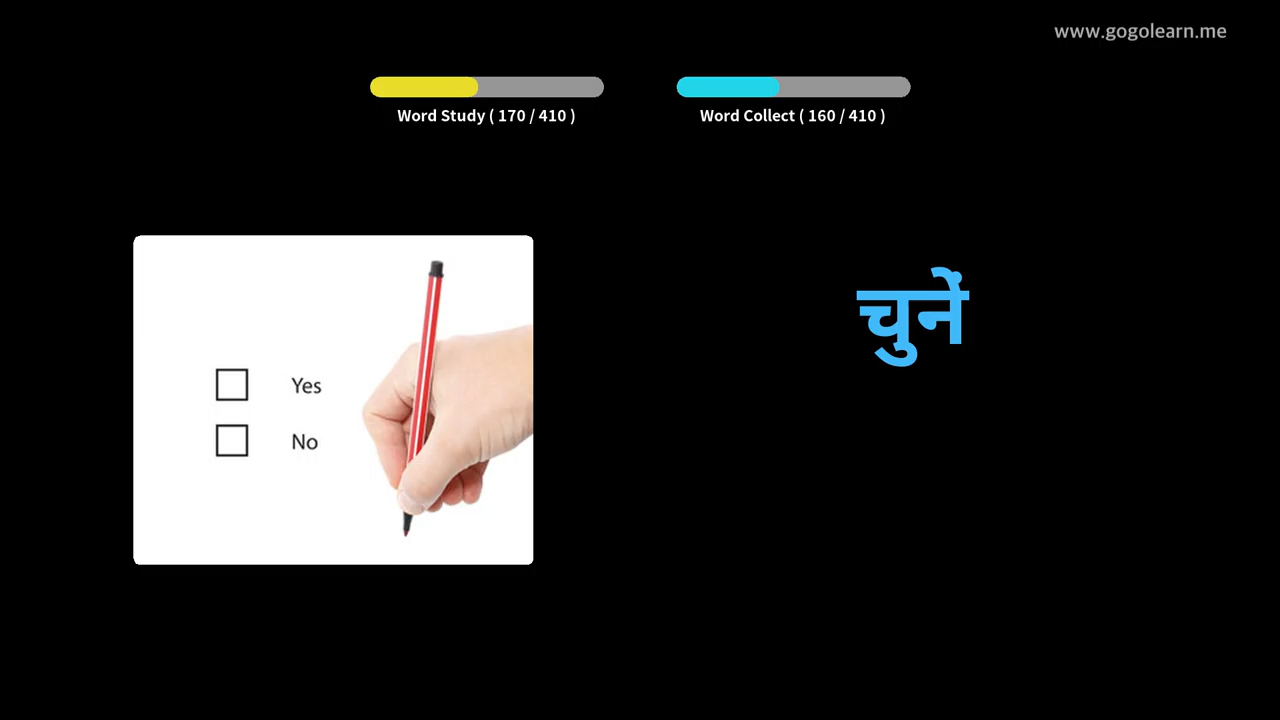 www.gogolearn.me
Word Study ( 170 / 410 )
Word Collect ( 160 / 410 )
चुनें
Yes
No